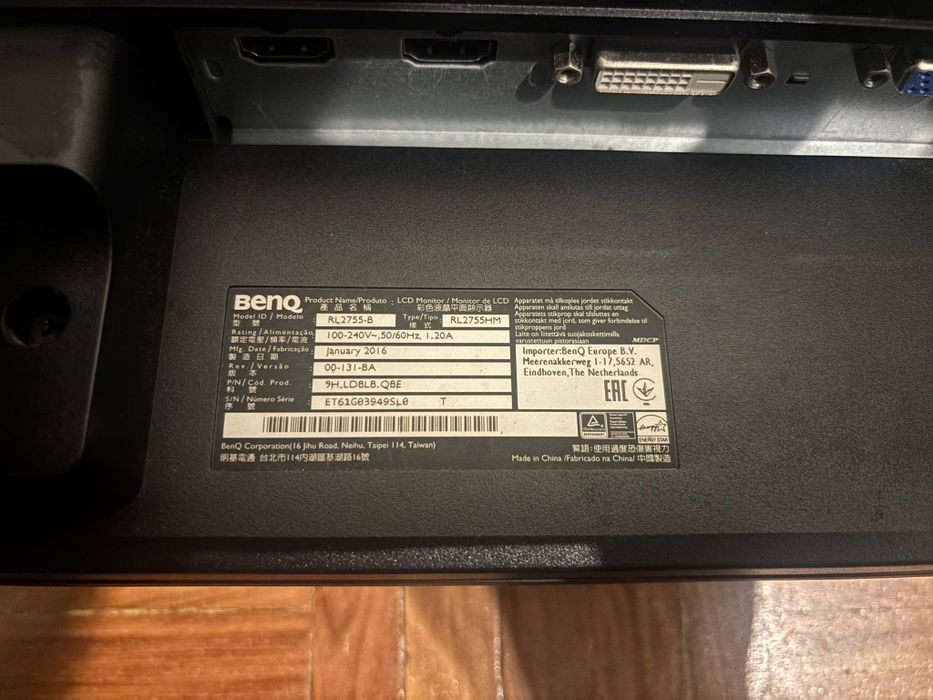 BenQ
Product Name/Produto : LCD Monitor / Monitor de LCD
產 品 名 稱 彩色液晶平面顯示器
Model ID / Modelo : RL2755-B Type/Tipo : RL2755HM
型 號 樣 式
Rating / Alimentação : 100-240V~,50/60Hz, 1.20A
額定電壓/頻率/電流
Mfg. Date / Fabricação : January 2016
製 造 日 期
Rev. / Versão : 00-131-BA
P/N/ Cód. Prod. : 9H.LD8LB.QBE
料 號
S/N / Número Série : ET61G03949SL0 T
序 號
Apparatet må tilkoples jordet stikkontakt
Apparaten skall anslutas till jordat uttag
Apparatets stikprop skal tilsluttes en
stikkontakt med jord, som giver forbindelse til
stikproppens jord
Laite on liitettävä suojakoskettimilla
varustettuun pistorasiaan
MDCP
Importer:BenQ Europe B.V.
Meerenakkerweg 1-17,5652 AR,
Eindhoven,The Netherlands
EAC
ENERGY STAR
BenQ Corporation(16 Jihu Road, Neihu, Taipei 114, Taiwan)
明基電通 台北市114內湖區基湖路16號
警語:使用過度恐傷害視力
Made in China /Fabricado na China/ 中國製造